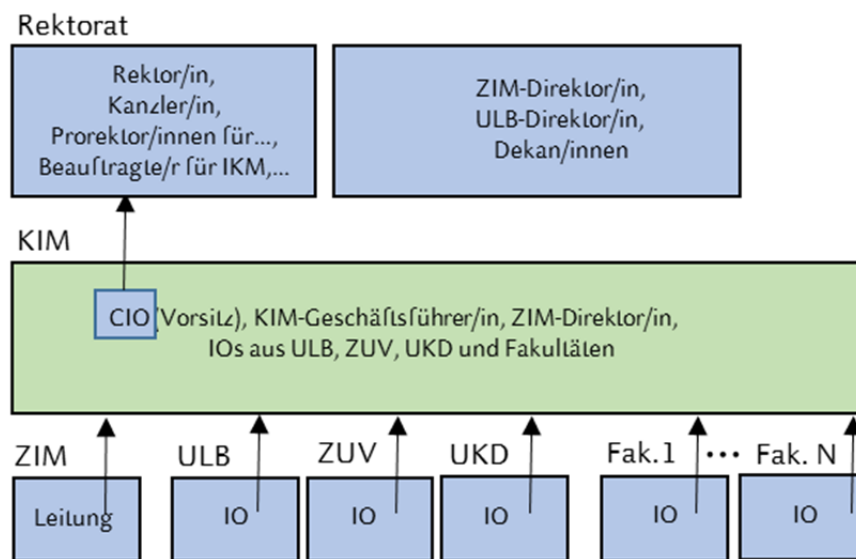 Rektorat
Rektor/in,
Kanzler/in,
Prorektor/innen für...,
Beauftragte/r für IKM,...
ZIM-Direktor/in,
ULB-Direktor/in,
Dekan/innen
KIM
CIO (Vorsitz), KIM-Geschäftsführer/in, ZIM-Direktor/in,
IOs aus ULB, ZUV, UKD und Fakultäten
ZIM ULB ZUV UKD Fak.1 ... Fak. N
Leitung IO IO IO IO IO